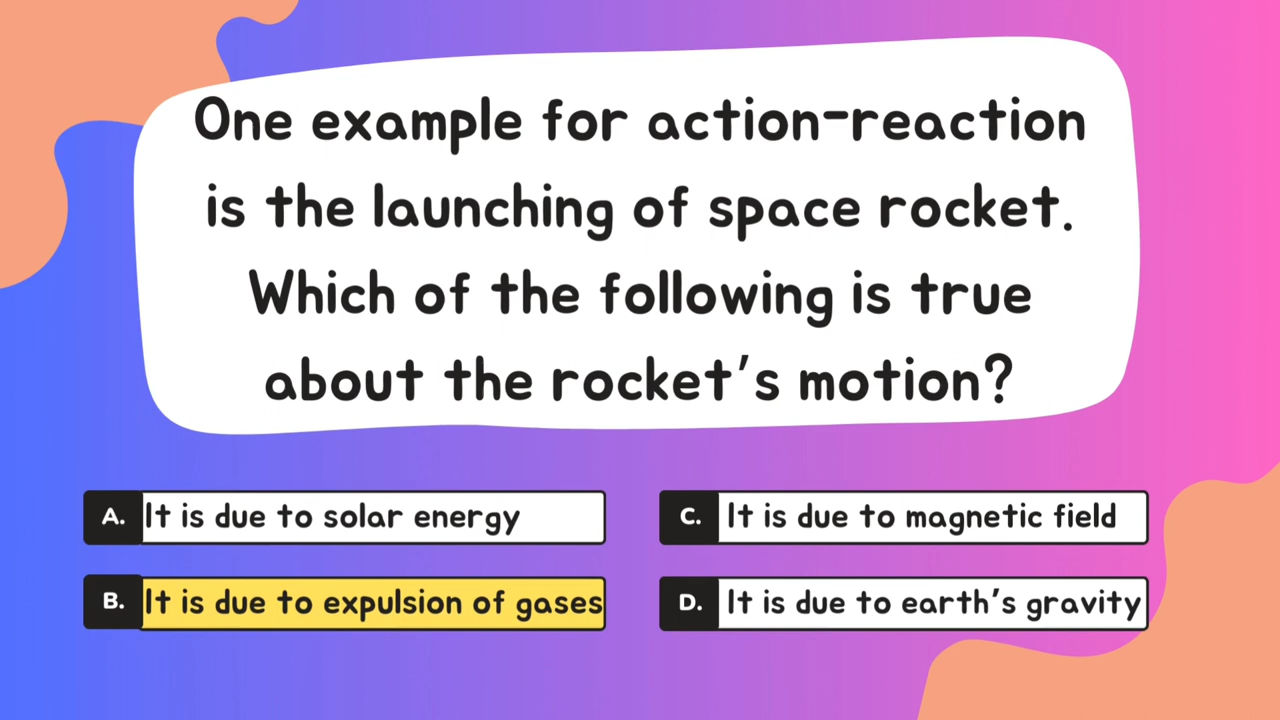 One example for action-reaction
is the launching of space rocket.
Which of the following is true
about the rocket's motion?
A. It is due to solar energy
B. It is due to expulsion of gases
C. It is due to magnetic field
D. It is due to earth's gravity